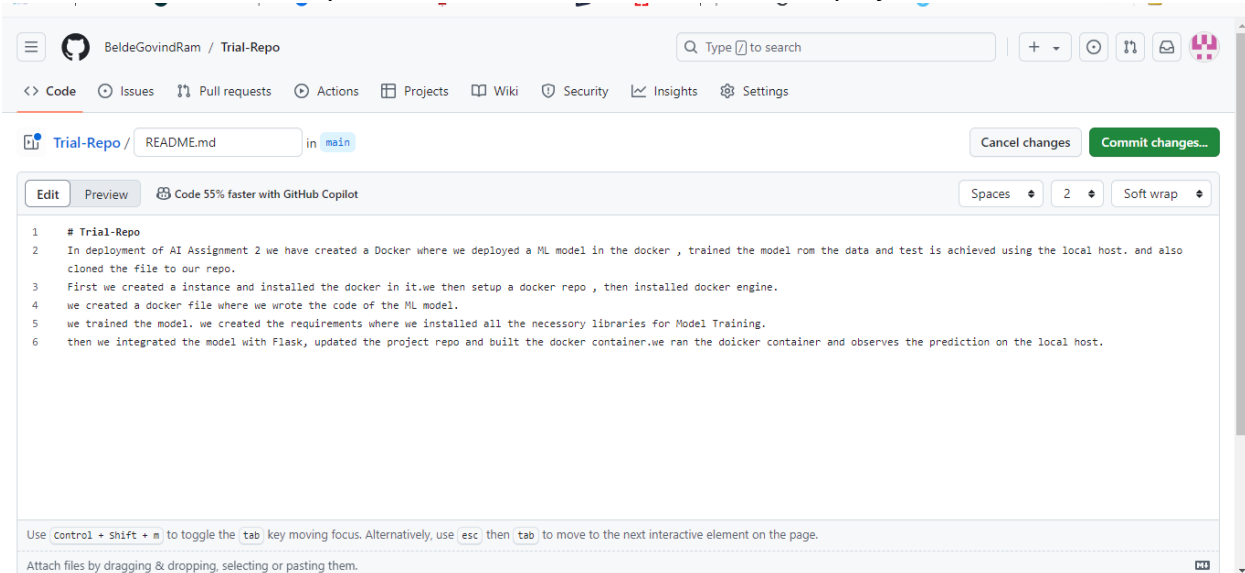 BeldeGovindRam / Trial-Repo
Type / to search
Code Issues Pull requests Actions Projects Wiki Security Insights Settings
Trial-Repo / README.md in main
Cancel changes Commit changes...
Edit Preview Code 55% faster with GitHub Copilot
Spaces 2 Soft wrap
1 # Trial-Repo
2 In deployment of AI Assignment 2 we have created a Docker where we deployed a ML model in the docker , trained the model rom the data and test is achieved using the local host. and also
cloned the file to our repo.
3 First we created a instance and installed the docker in it.we then setup a docker repo , then installed docker engine.
4 we created a docker file where we wrote the code of the ML model.
5 we trained the model. we created the requirements where we installed all the necessary libraries for Model Training.
6 then we integrated the model with Flask, updated the project repo and built the docker container.we ran the doicker container and observes the prediction on the local host.
Use Control + Shift + m to toggle the tab key moving focus. Alternatively, use esc then tab to move to the next interactive element on the page.
Attach files by dragging & dropping, selecting or pasting them.